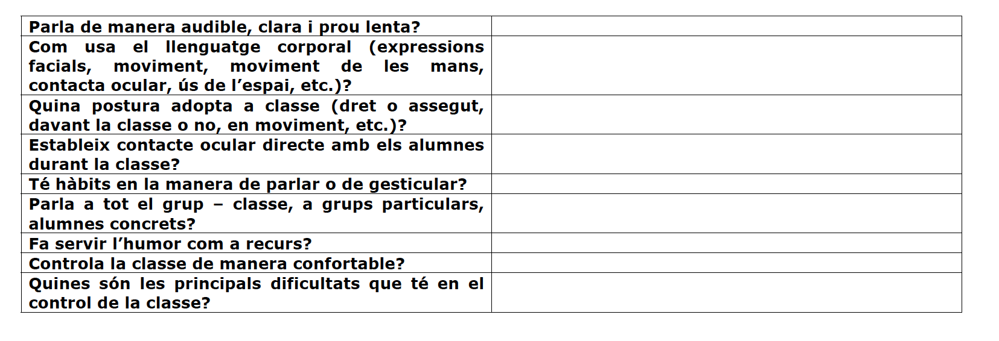 Parla de manera audible, clara i prou lenta?
Com usa el llenguatge corporal (expressions
facials, moviment, moviment de les mans,
contacta ocular, ús de l’espai, etc.)?
Quina postura adopta a classe (dret o assegut,
davant la classe o no, en moviment, etc.)?
Estableix contacte ocular directe amb els alumnes
durant la classe?
Té hàbits en la manera de parlar o de gesticular?
Parla a tot el grup – classe, a grups particulars,
alumnes concrets?
Fa servir l’humor com a recurs?
Controla la classe de manera confortable?
Quines són les principals dificultats que té en el
control de la classe?